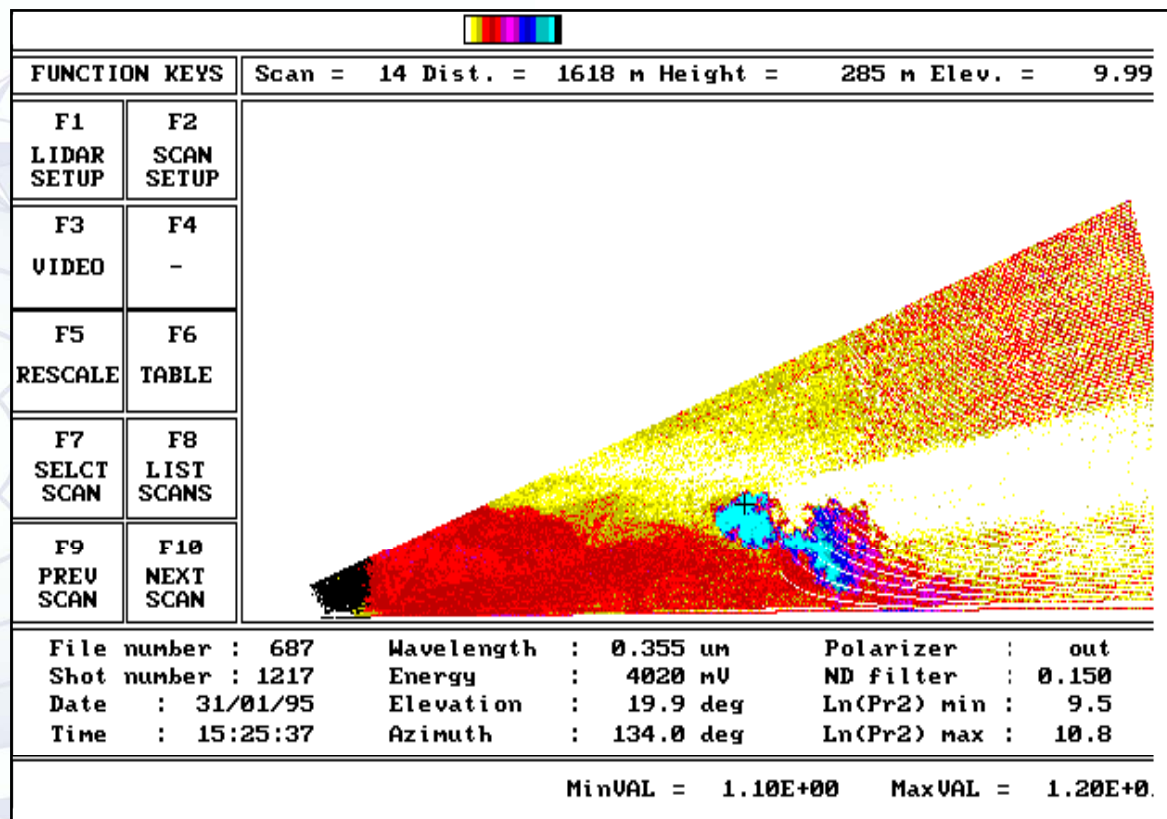 FUNCTION KEYS
Scan = 14 Dist. = 1618 m Height = 285 m Elev. = 9.99
F1 F2
LIDAR SCAN
SETUP SETUP
F3 F4
VIDEO -
F5 F6
RESCALE TABLE
F7 F8
SELCT LIST
SCAN SCANS
F9 F10
PREV NEXT
SCAN SCAN
File number : 687 Wavelength : 0.355 um Polarizer : out
Shot number : 1217 Energy : 4020 mV ND filter : 0.150
Date : 31/01/95 Elevation : 19.9 deg Ln(Pr2) min : 9.5
Time : 15:25:37 Azimuth : 134.0 deg Ln(Pr2) max : 10.8
MinVAL = 1.10E+00 MaxVAL = 1.20E+0